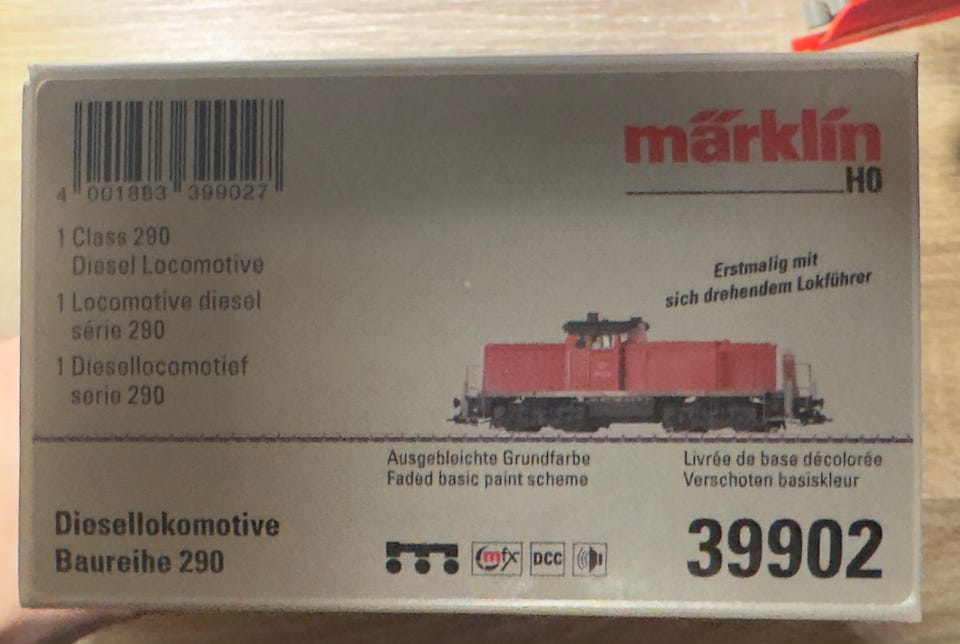 4 001883 399027
märklin
H0
1 Class 290
Diesel Locomotive
1 Locomotive diesel
série 290
1 Diesellocomotief
serie 290
Erstmalig mit
sich drehendem Lokführer
Ausgebleichte Grundfarbe
Faded basic paint scheme
Livrée de base décolorée
Verschoten basiskleur
Diesellokomotive
Baureihe 290
mfx
DCC
39902